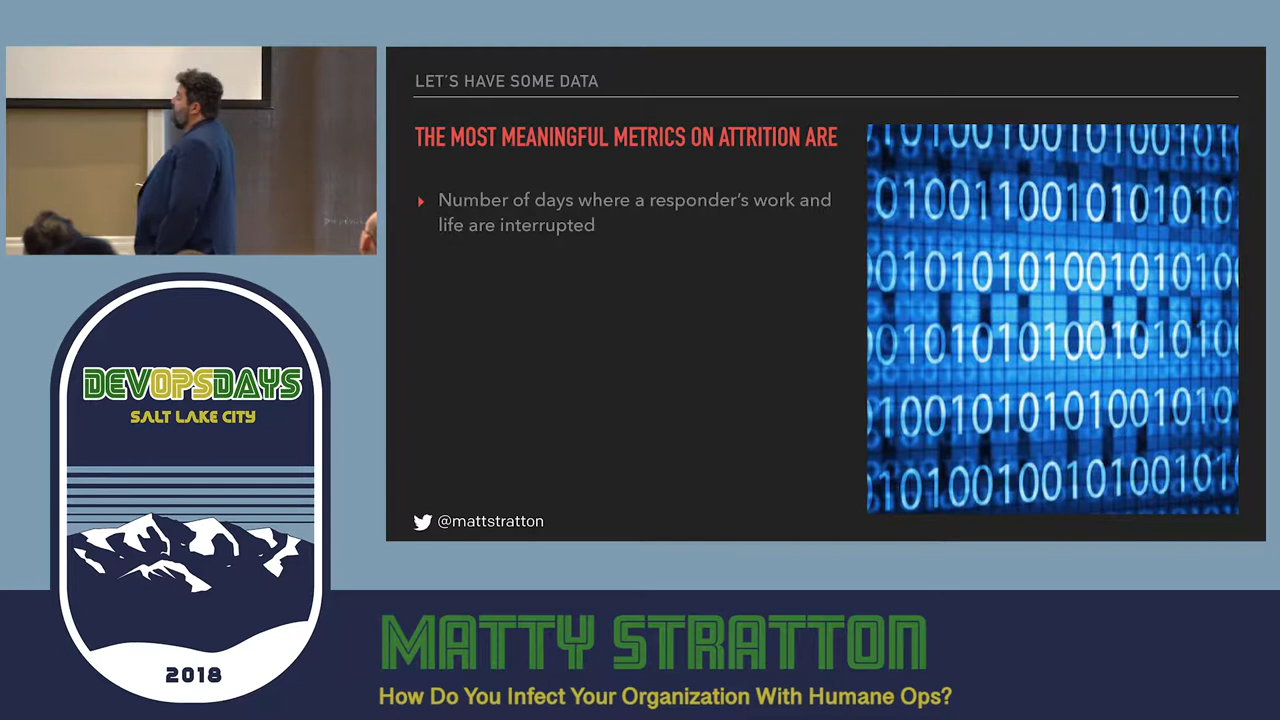 LET'S HAVE SOME DATA
THE MOST MEANINGFUL METRICS ON ATTRITION ARE
Number of days where a responder's work and
life are interrupted
@mattstratton
DEVOPSDAYS
SALT LAKE CITY
2018
MATTY STRATTON
How Do You Infect Your Organization With Humane Ops?